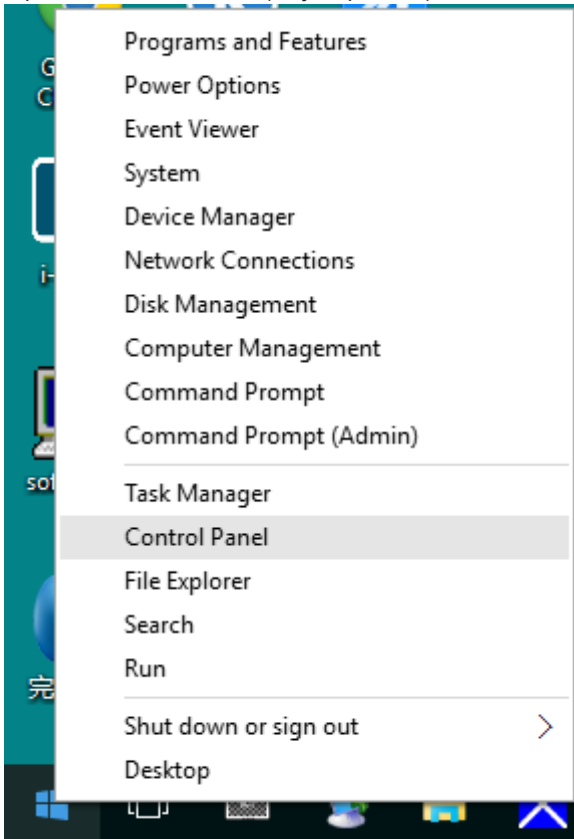 Programs and Features
Power Options
Event Viewer
System
Device Manager
Network Connections
Disk Management
Computer Management
Command Prompt
Command Prompt (Admin)
Task Manager
Control Panel
File Explorer
Search
Run
Shut down or sign out
Desktop